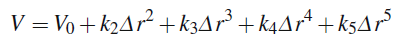 V = V₀ + k₂Δr² + k₃Δr³ + k₄Δr⁴ + k₅Δr⁵